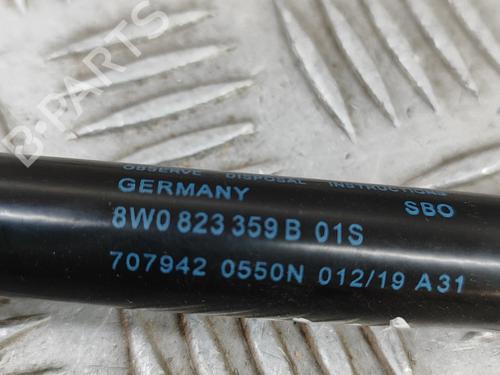 B-PARTS
OBSERVE DISPOSAL INSTRUCTIONS
GERMANY SBO
8W0 823 359 B 01S
707942 0550N 012/19 A31